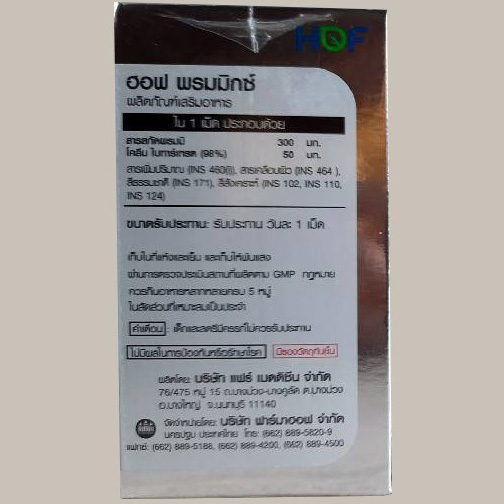 HOF
ฮอฟ พรมมิกซ์
ผลิตภัณฑ์เสริมอาหาร
ใน 1 เม็ด ประกอบด้วย
สารสกัดพรมมิ 300 มก.
โคลีน ไบทาร์เทรต (98%) 50 มก.
สารเพิ่มปริมาณ (INS 460(i)), สารเคลือบผิว (INS 464 ),
สีธรรมชาติ (INS 171), สีสังเคราะห์ (INS 102, INS 110,
INS 124)
ขนาดรับประทาน: รับประทาน วันละ 1 เม็ด
เก็บในที่แห้งและเย็น และเก็บให้พ้นแสง
ผ่านการตรวจประเมินสถานที่ผลิตตาม GMP กฎหมาย
ควรกินอาหารหลากหลายครบ 5 หมู่
ในสัดส่วนที่เหมาะสมเป็นประจำ
คำเตือน : เด็กและสตรีมีครรภ์ไม่ควรรับประทาน
ไม่มีผลในการป้องกันหรือรักษาโรค มีซองวัตถุกันชื้น
ผลิตโดย: บริษัท แฟร์ เมดดิซีน จำกัด
76/475 หมู่ 15 ถ.บางม่วง-บางคูลัด ต.บางม่วง
อ.บางใหญ่ จ.นนทบุรี 11140
จัดจำหน่ายโดย: บริษัท ฟาร์มาฮอฟ จำกัด
นครปฐม ประเทศไทย โทร: (662) 889-5820-9
แฟกซ์: (662) 889-5188, (662) 889-4200, (662) 889-4500